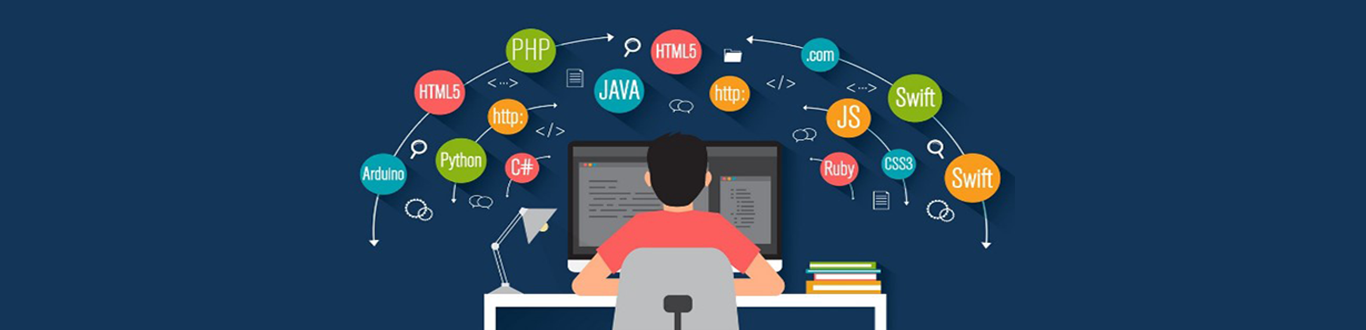 PHP
HTML5
.com
HTML5
JAVA
http:
Swift
http:
JS
Arduino
Python
C#
Ruby
CSS3
Swift